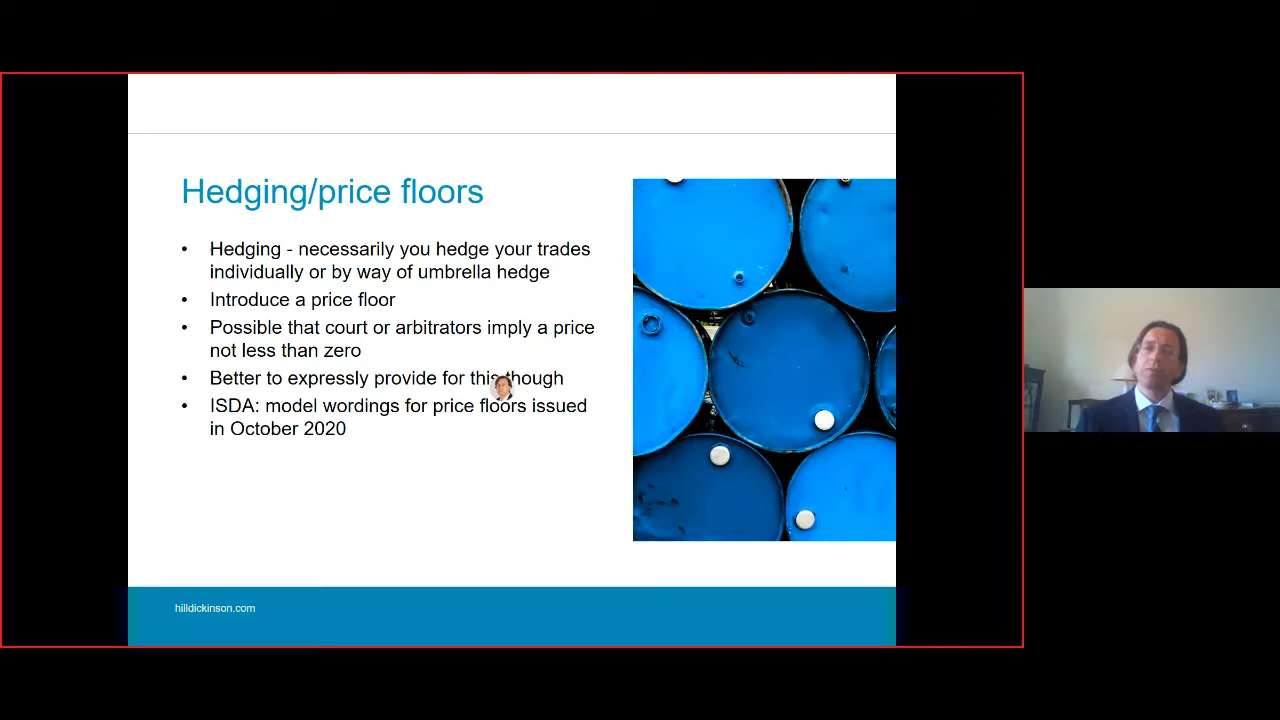 Hedging/price floors
• Hedging - necessarily you hedge your trades
individually or by way of umbrella hedge
• Introduce a price floor
• Possible that court or arbitrators imply a price
not less than zero
• Better to expressly provide for this though
• ISDA: model wordings for price floors issued
in October 2020
hilldickinson.com